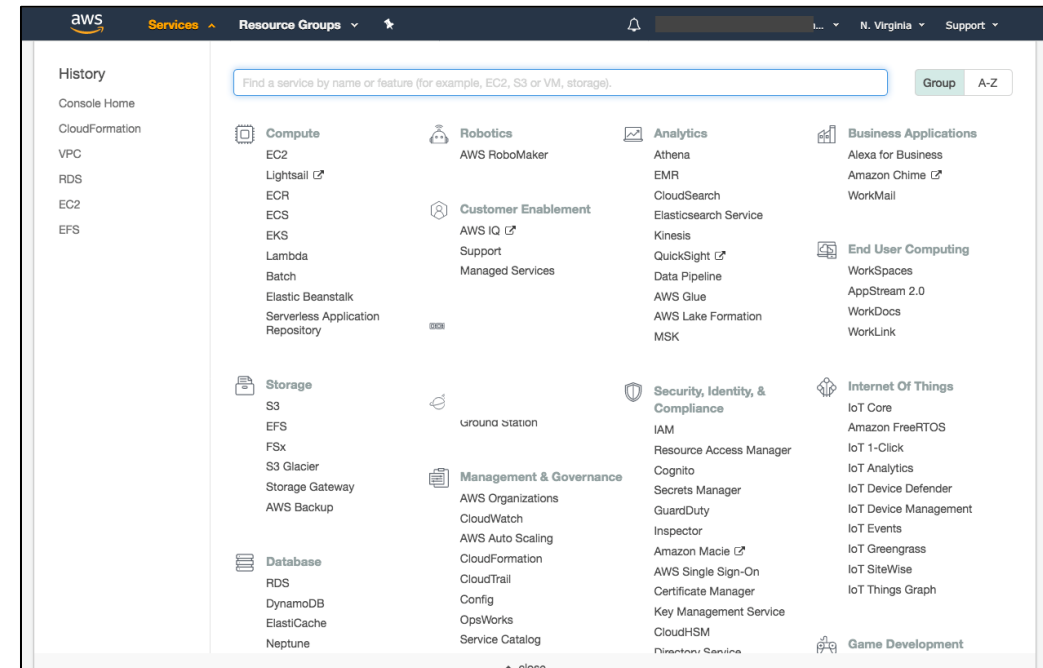 aws
Services
Resource Groups
N. Virginia
Support
History
Console Home
CloudFormation
VPC
RDS
EC2
EFS
Find a service by name or feature (for example, EC2, S3 or VM, storage).
Group
A-Z
Compute
EC2
Lightsail
ECR
ECS
EKS
Lambda
Batch
Elastic Beanstalk
Serverless Application
Repository
Storage
S3
EFS
FSx
S3 Glacier
Storage Gateway
AWS Backup
Database
RDS
DynamoDB
ElastiCache
Neptune
Robotics
AWS RoboMaker
Customer Enablement
AWS IQ
Support
Managed Services
Ground Station
Management & Governance
AWS Organizations
CloudWatch
AWS Auto Scaling
CloudFormation
CloudTrail
Config
OpsWorks
Service Catalog
Analytics
Athena
EMR
CloudSearch
Elasticsearch Service
Kinesis
QuickSight
Data Pipeline
AWS Glue
AWS Lake Formation
MSK
Security, Identity, &
Compliance
IAM
Resource Access Manager
Cognito
Secrets Manager
GuardDuty
Inspector
Amazon Macie
AWS Single Sign-On
Certificate Manager
Key Management Service
CloudHSM
Directory Service
Business Applications
Alexa for Business
Amazon Chime
WorkMail
End User Computing
WorkSpaces
AppStream 2.0
WorkDocs
WorkLink
Internet Of Things
IoT Core
Amazon FreeRTOS
IoT 1-Click
IoT Analytics
IoT Device Defender
IoT Device Management
IoT Events
IoT Greengrass
IoT SiteWise
IoT Things Graph
Game Development
close